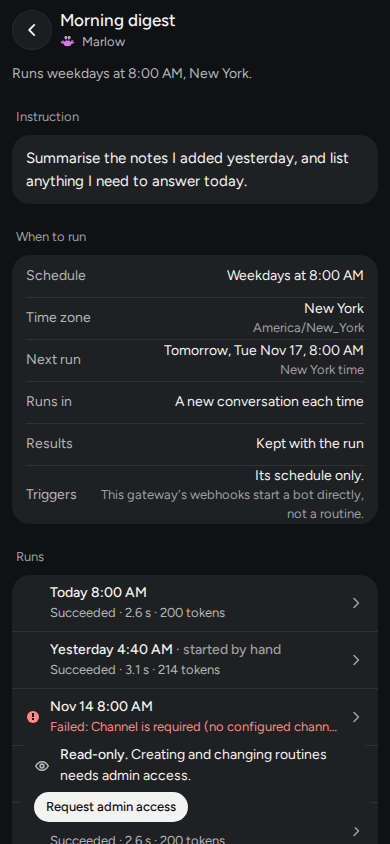 Morning digest
Marlow
Runs weekdays at 8:00 AM, New York.
Instruction
Summarise the notes I added yesterday, and list
anything I need to answer today.
When to run
Schedule Weekdays at 8:00 AM
Time zone New York
America/New_York
Next run Tomorrow, Tue Nov 17, 8:00 AM
New York time
Runs in A new conversation each time
Results Kept with the run
Its schedule only.
Triggers This gateway's webhooks start a bot directly,
not a routine.
Runs
Today 8:00 AM
Succeeded · 2.6 s · 200 tokens
Yesterday 4:40 AM · started by hand
Succeeded · 3.1 s · 214 tokens
Nov 14 8:00 AM
Failed: Channel is required (no configured chann…
Read-only. Creating and changing routines
needs admin access.
Request admin access
Succeeded · 2.6 s · 200 tokens